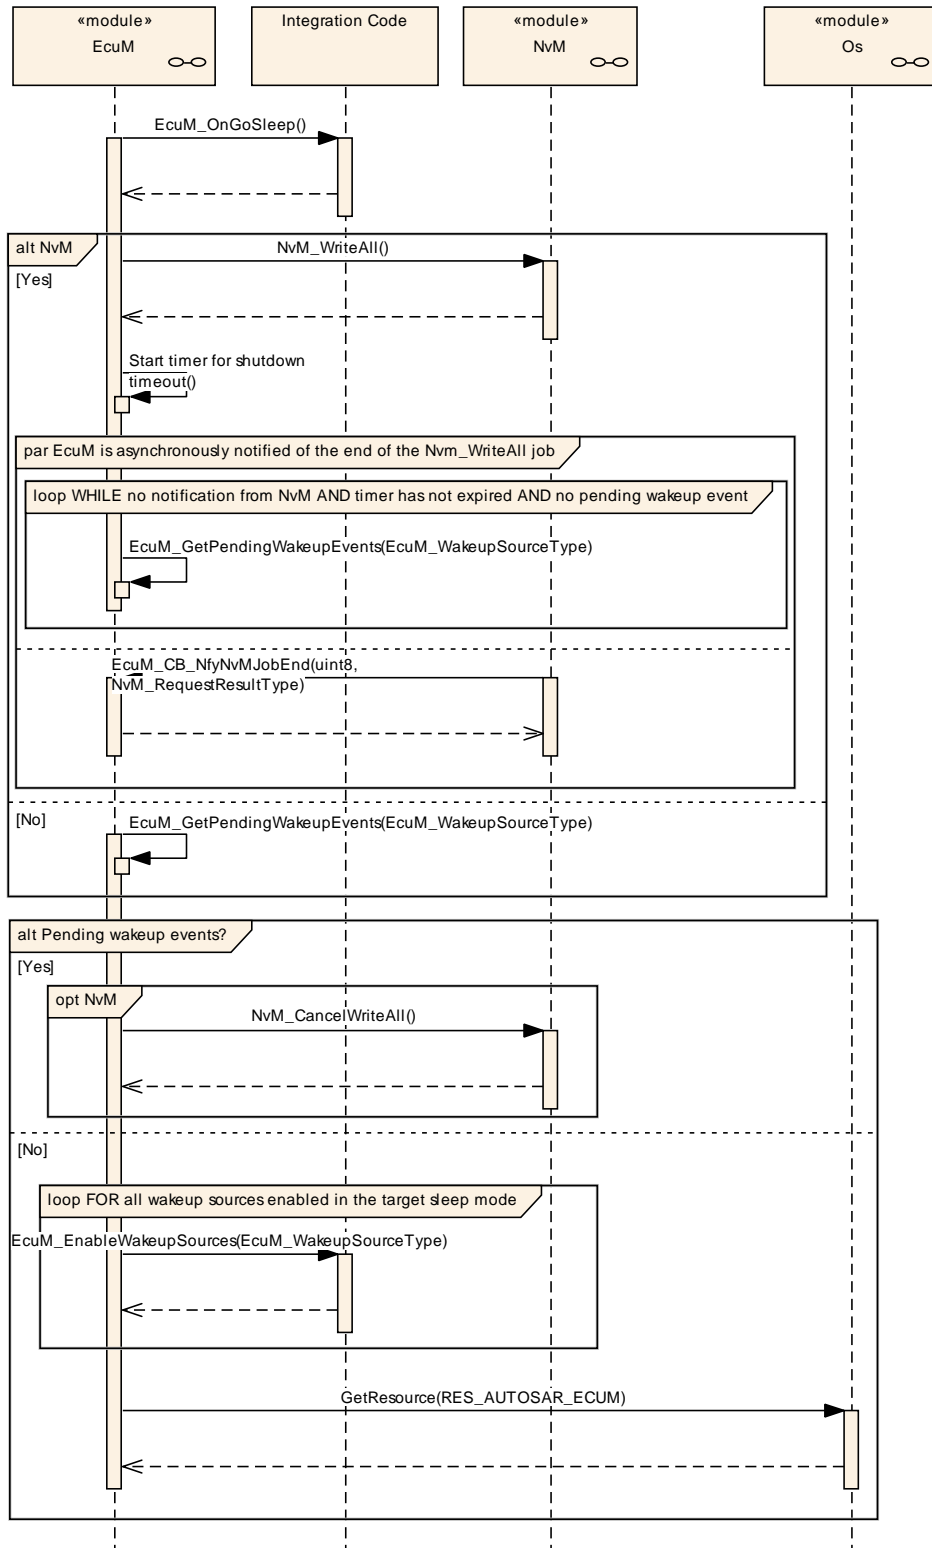 «module»
EcuM
Integration Code
«module»
NvM
«module»
Os
EcuM_OnGoSleep()
alt NvM
NvM_WriteAll()
[Yes]
Start timer for shutdown
timeout()
par EcuM is asynchronously notified of the end of the Nvm_WriteAll job
loop WHILE no notification from NvM AND timer has not expired AND no pending wakeup event
EcuM_GetPendingWakeupEvents(EcuM_WakeupSourceType)
EcuM_CB_NfyNvMJobEnd(uint8,
NvM_RequestResultType)
[No]
EcuM_GetPendingWakeupEvents(EcuM_WakeupSourceType)
alt Pending wakeup events?
[Yes]
opt NvM
NvM_CancelWriteAll()
[No]
loop FOR all wakeup sources enabled in the target sleep mode
EcuM_EnableWakeupSources(EcuM_WakeupSourceType)
GetResource(RES_AUTOSAR_ECUM)